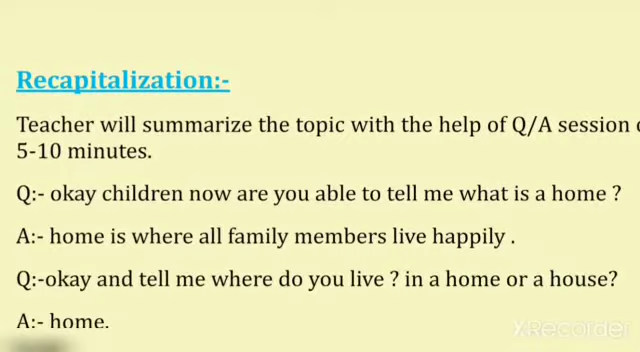 Recapitalization:-
Teacher will summarize the topic with the help of Q/A session
5-10 minutes.
Q:- okay children now are you able to tell me what is a home ?
A:- home is where all family members live happily .
Q:-okay and tell me where do you live ? in a home or a house?
A:- home.
XRecorder